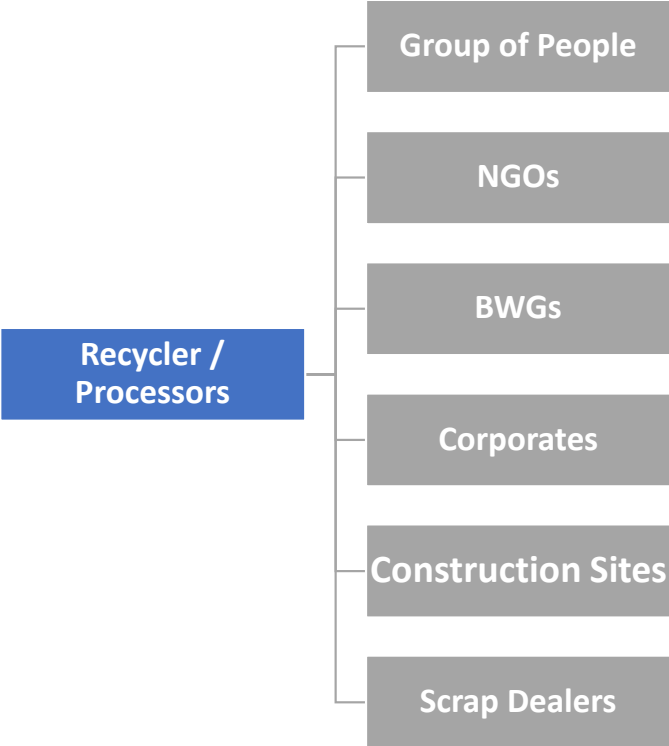 Group of People
NGOs
BWGs
Recycler /
Processors
Corporates
Construction Sites
Scrap Dealers